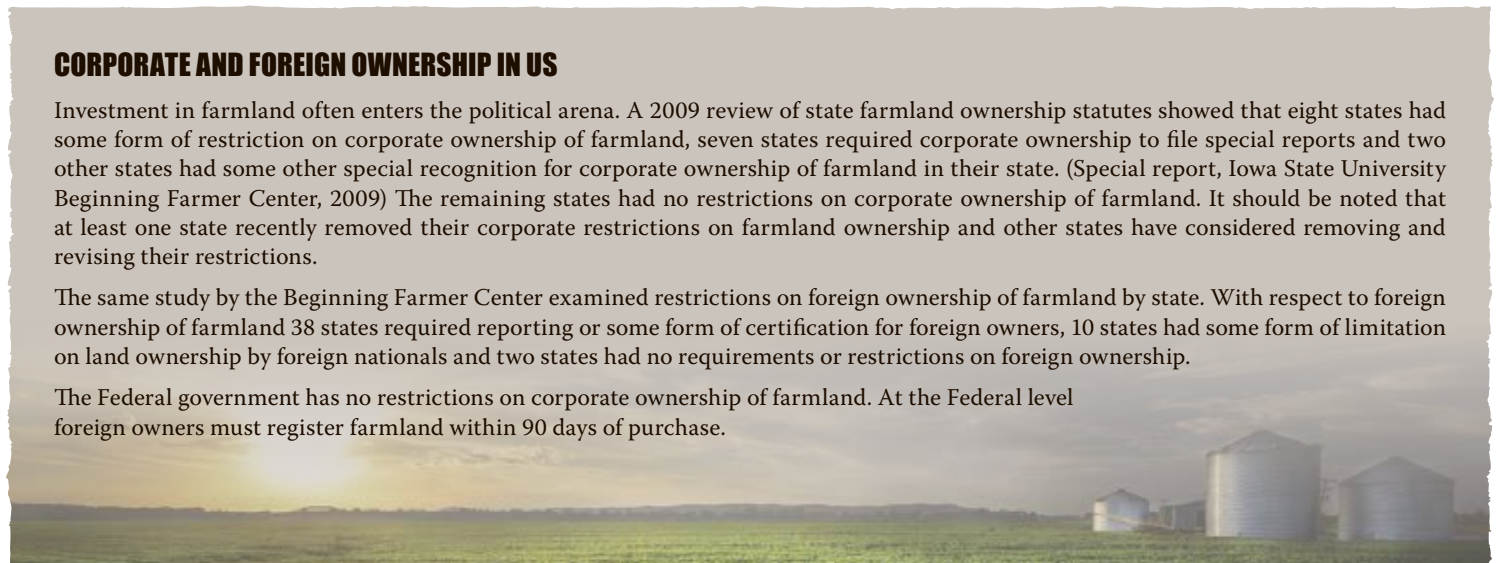 CORPORATE AND FOREIGN OWNERSHIP IN US
Investment in farmland often enters the political arena. A 2009 review of state farmland ownership statutes showed that eight states had
some form of restriction on corporate ownership of farmland, seven states required corporate ownership to file special reports and two
other states had some other special recognition for corporate ownership of farmland in their state. (Special report, Iowa State University
Beginning Farmer Center, 2009) The remaining states had no restrictions on corporate ownership of farmland. It should be noted that
at least one state recently removed their corporate restrictions on farmland ownership and other states have considered removing and
revising their restrictions.
The same study by the Beginning Farmer Center examined restrictions on foreign ownership of farmland by state. With respect to foreign
ownership of farmland 38 states required reporting or some form of certification for foreign owners, 10 states had some form of limitation
on land ownership by foreign nationals and two states had no requirements or restrictions on foreign ownership.
The Federal government has no restrictions on corporate ownership of farmland. At the Federal level
foreign owners must register farmland within 90 days of purchase.